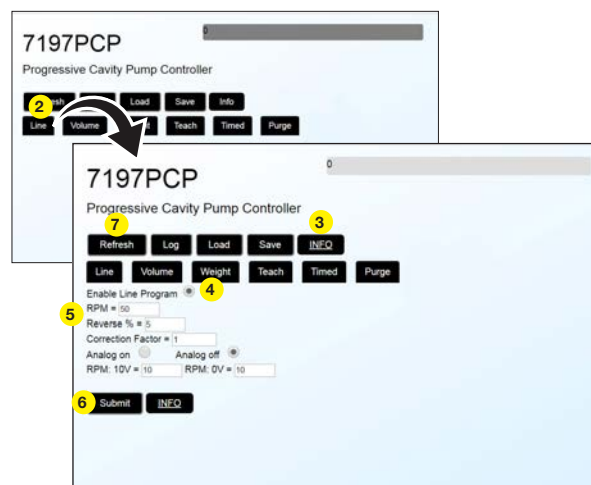 0
7197PCP
Progressive Cavity Pump Controller
2
Load Save Info
Line Volume Teach Timed Purge
0
7197PCP
Progressive Cavity Pump Controller
7 3
Refresh Log Load Save INFO
Line Volume Weight Teach Timed Purge
Enable Line Program 4
5 RPM = 50
Reverse % = 5
Correction Factor = 1
Analog on Analog off
RPM: 10V = 10 RPM: 0V = 10
6 Submit INFO